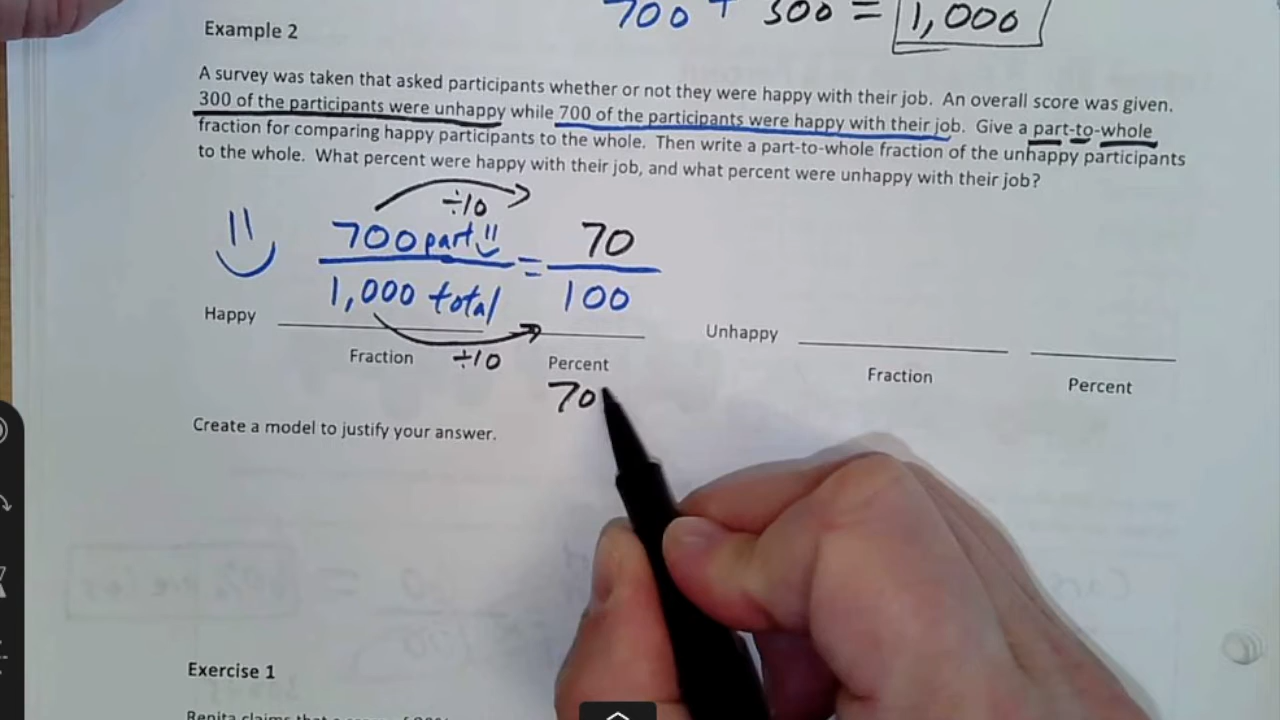 700 + 300 = 1,000
Example 2
A survey was taken that asked participants whether or not they were happy with their job. An overall score was given.
300 of the participants were unhappy while 700 of the participants were happy with their job. Give a part-to-whole
fraction for comparing happy participants to the whole. Then write a part-to-whole fraction of the unhappy participants
to the whole. What percent were happy with their job, and what percent were unhappy with their job?
÷10
700 part = 70
1,000 total 100
Happy
Unhappy
÷10
Fraction Percent Fraction Percent
70
Create a model to justify your answer.
Exercise 1